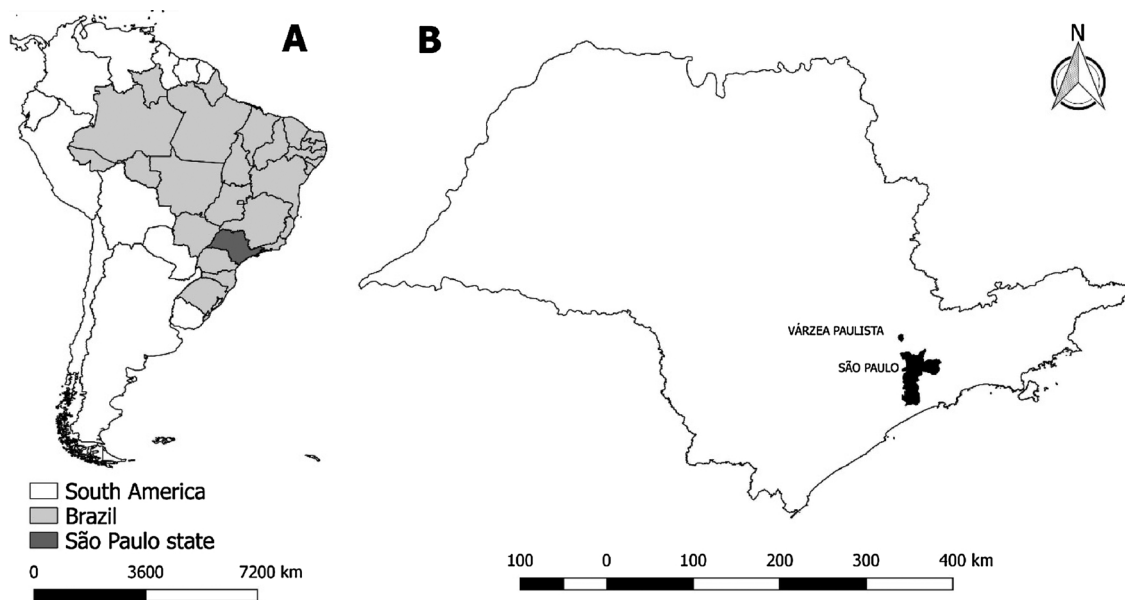 A
B
N
VÁRZEA PAULISTA
SÃO PAULO
South America
Brazil
São Paulo state
0 3600 7200 km
100 0 100 200 300 400 km